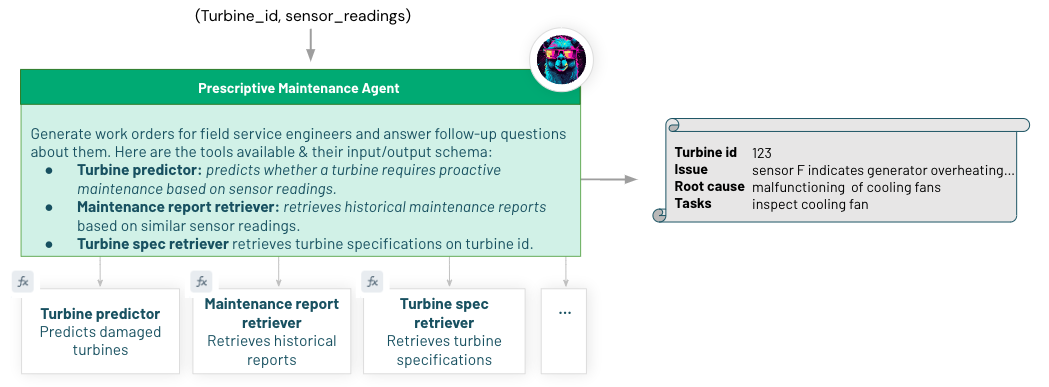 (Turbine_id, sensor_readings)
Prescriptive Maintenance Agent
Generate work orders for field service engineers and answer follow-up questions
about them. Here are the tools available & their input/output schema:
● Turbine predictor: predicts whether a turbine requires proactive
maintenance based on sensor readings.
● Maintenance report retriever: retrieves historical maintenance reports
based on similar sensor readings.
● Turbine spec retriever retrieves turbine specifications on turbine id.
Turbine id 123
Issue sensor F indicates generator overheating...
Root cause malfunctioning of cooling fans
Tasks inspect cooling fan
fx
Turbine predictor
Predicts damaged
turbines
fx
Maintenance report
retriever
Retrieves historical
reports
fx
Turbine spec
retriever
Retrieves turbine
specifications
...